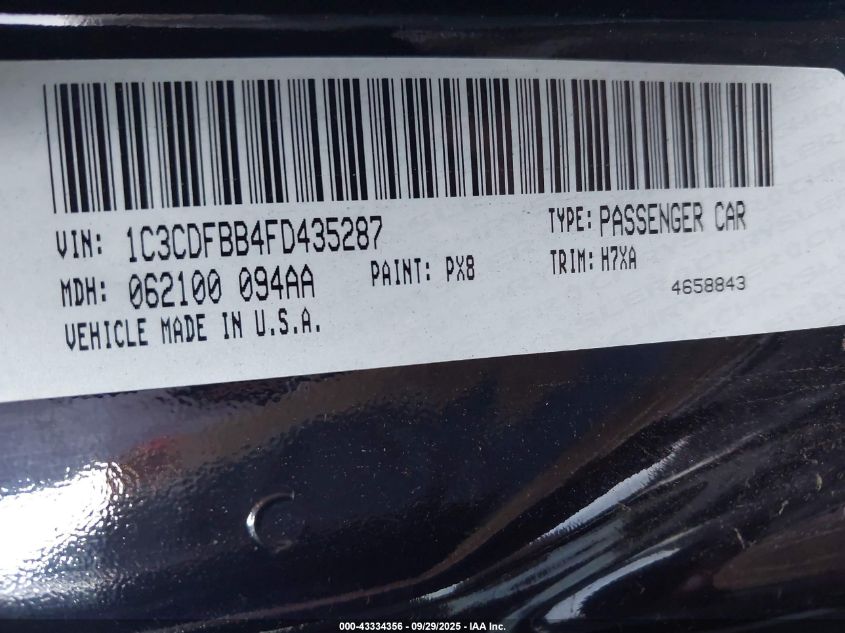 VIN: 1C3CDFBB4FD435287 TYPE: PASSENGER CAR
MDH: 062100 094AA PAINT: PX8 TRIM: H7XA
VEHICLE MADE IN U.S.A. 4658843
000-43334356 - 09/29/2025 - IAA Inc.